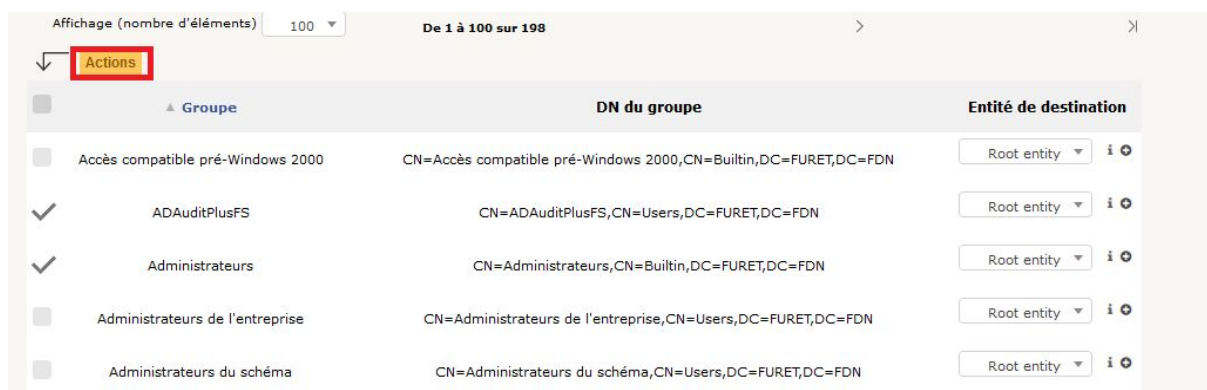 Affichage (nombre d'éléments) 100 De 1 à 100 sur 198
Actions
Groupe DN du groupe Entité de destination
Accès compatible pré-Windows 2000 CN=Accès compatible pré-Windows 2000,CN=Builtin,DC=FURET,DC=FDN Root entity
ADAuditPlusFS CN=ADAuditPlusFS,CN=Users,DC=FURET,DC=FDN Root entity
Administrateurs CN=Administrateurs,CN=Builtin,DC=FURET,DC=FDN Root entity
Administrateurs de l'entreprise CN=Administrateurs de l'entreprise,CN=Users,DC=FURET,DC=FDN Root entity
Administrateurs du schéma CN=Administrateurs du schéma,CN=Users,DC=FURET,DC=FDN Root entity